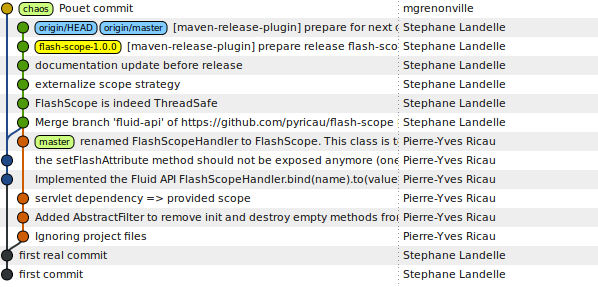 chaos Pouet commit mgrenonville
origin/HEAD origin/master [maven-release-plugin] prepare for next Stephane Landelle
flash-scope-1.0.0 [maven-release-plugin] prepare release flash-sco Stephane Landelle
documentation update before release Stephane Landelle
externalize scope strategy Stephane Landelle
FlashScope is indeed ThreadSafe Stephane Landelle
Merge branch 'fluid-api' of https://github.com/pyricau/flash-scope Stephane Landelle
master renamed FlashScopeHandler to FlashScope. This class is t Pierre-Yves Ricau
the setFlashAttribute method should not be exposed anymore (one Pierre-Yves Ricau
Implemented the Fluid API FlashScopeHandler.bind(name).to(value Pierre-Yves Ricau
servlet dependency => provided scope Pierre-Yves Ricau
Added AbstractFilter to remove init and destroy empty methods fro Pierre-Yves Ricau
Ignoring project files Pierre-Yves Ricau
first real commit Stephane Landelle
first commit Stephane Landelle